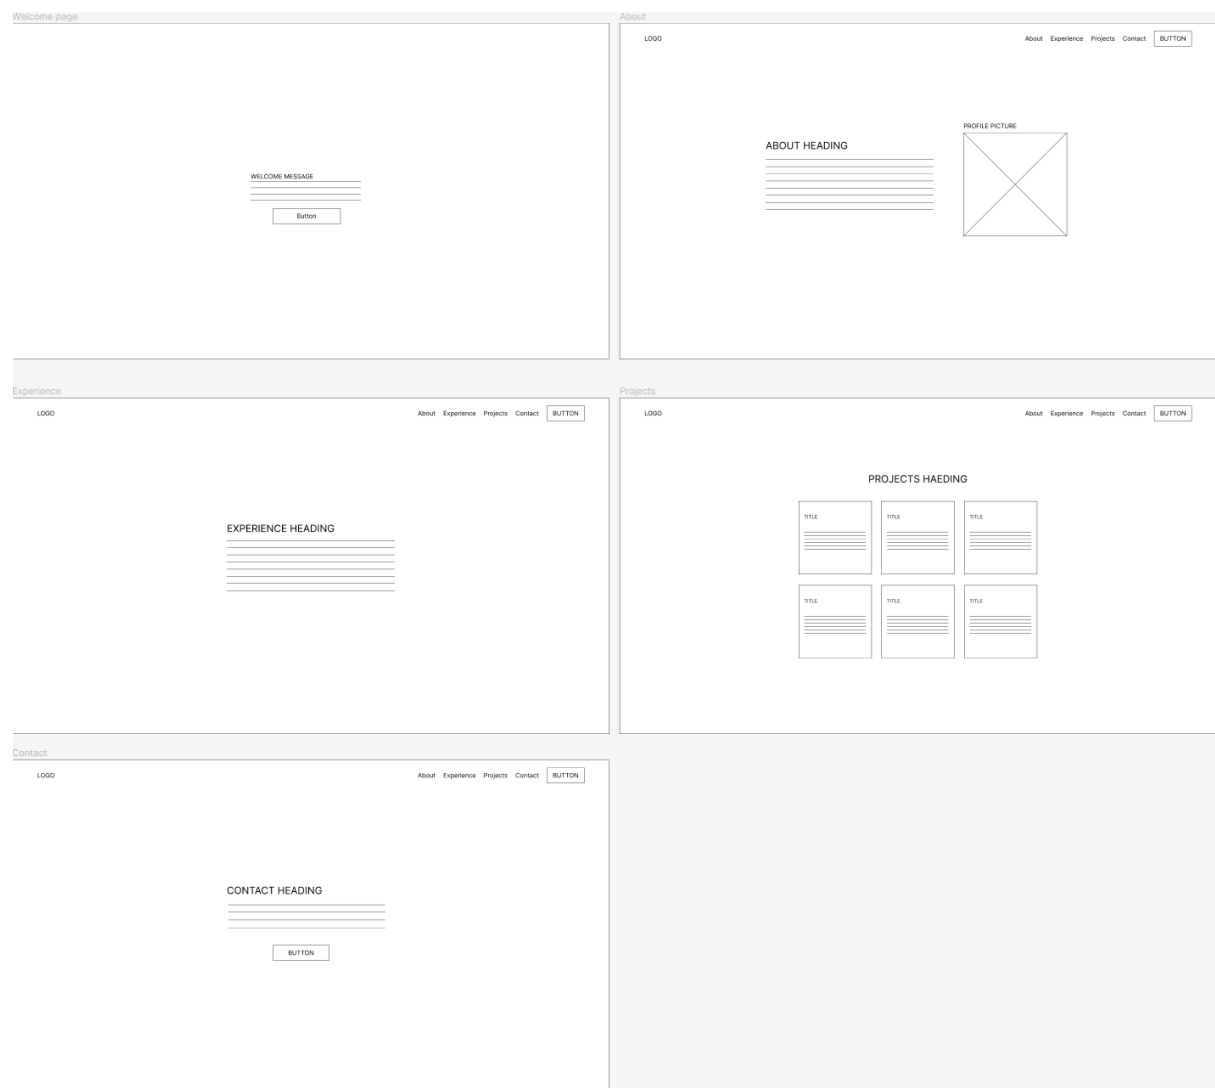 Welcome page
WELCOME MESSAGE
Button
About
LOGO
About Experience Projects Contact BUTTON
PROFILE PICTURE
ABOUT HEADING
Experience
LOGO
About Experience Projects Contact BUTTON
EXPERIENCE HEADING
Projects
LOGO
About Experience Projects Contact BUTTON
PROJECTS HAEDING
TITLE TITLE TITLE
TITLE TITLE TITLE
Contact
LOGO
About Experience Projects Contact BUTTON
CONTACT HEADING
BUTTON